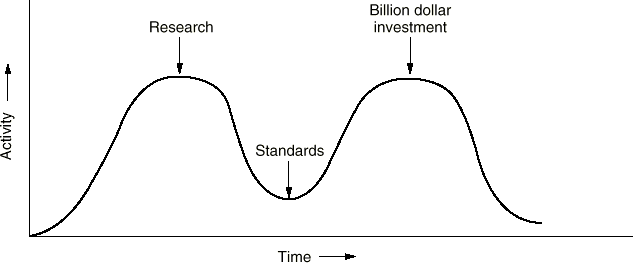 Billion dollar
investment
Research
Standards
Activity
Time